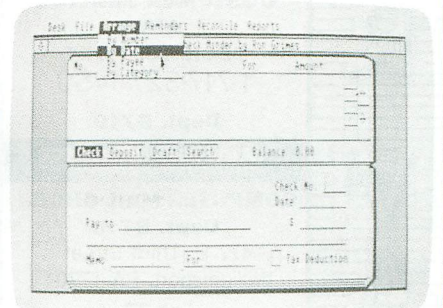 Desk File Arrange Reminders Reconcile Reports
Check Minder by Ron Grimes
By Number
By Date
By Payee
By Category
No. For Amount
Check Deposit Draft Search Balance 0.00
Check No.
Date
Pay to $
Memo For Tax Deduction